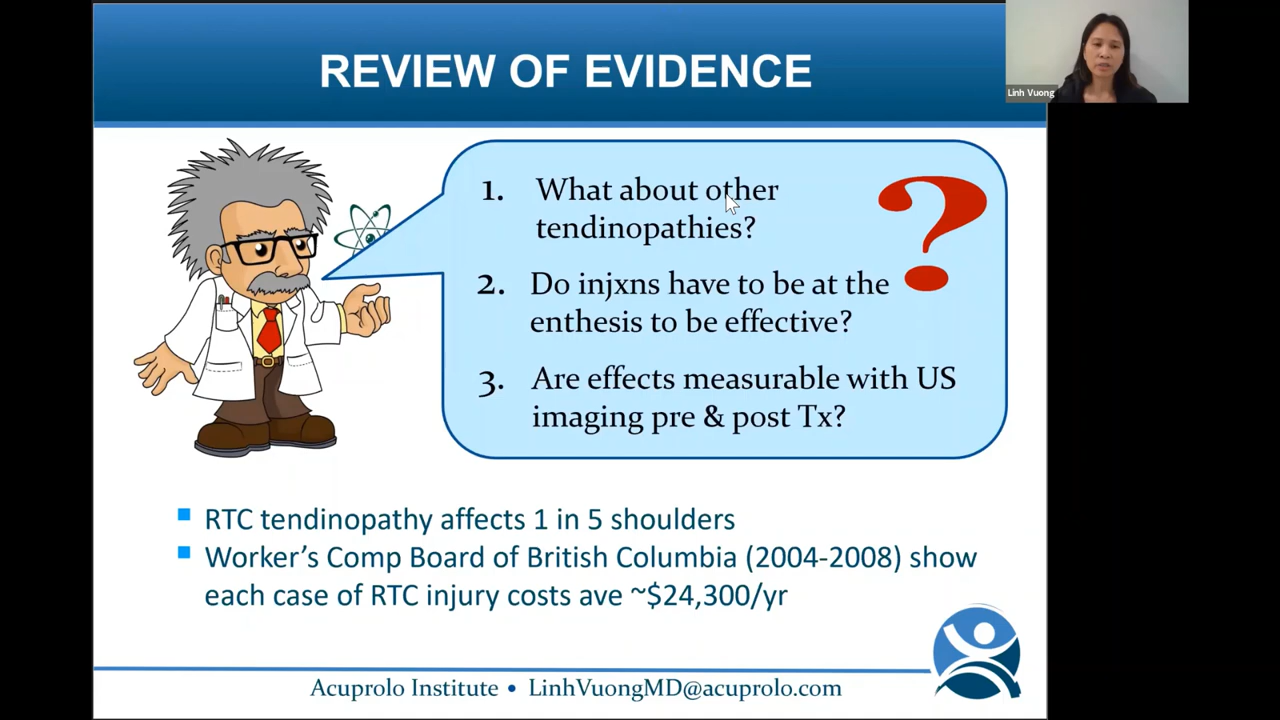 REVIEW OF EVIDENCE
Linh Vuong
1. What about other
tendinopathies?
2. Do injxns have to be at the
enthesis to be effective?
3. Are effects measurable with US
imaging pre & post Tx?
?
▪ RTC tendinopathy affects 1 in 5 shoulders
▪ Worker’s Comp Board of British Columbia (2004-2008) show
each case of RTC injury costs ave ~$24,300/yr
Acuprolo Institute • LinhVuongMD@acuprolo.com